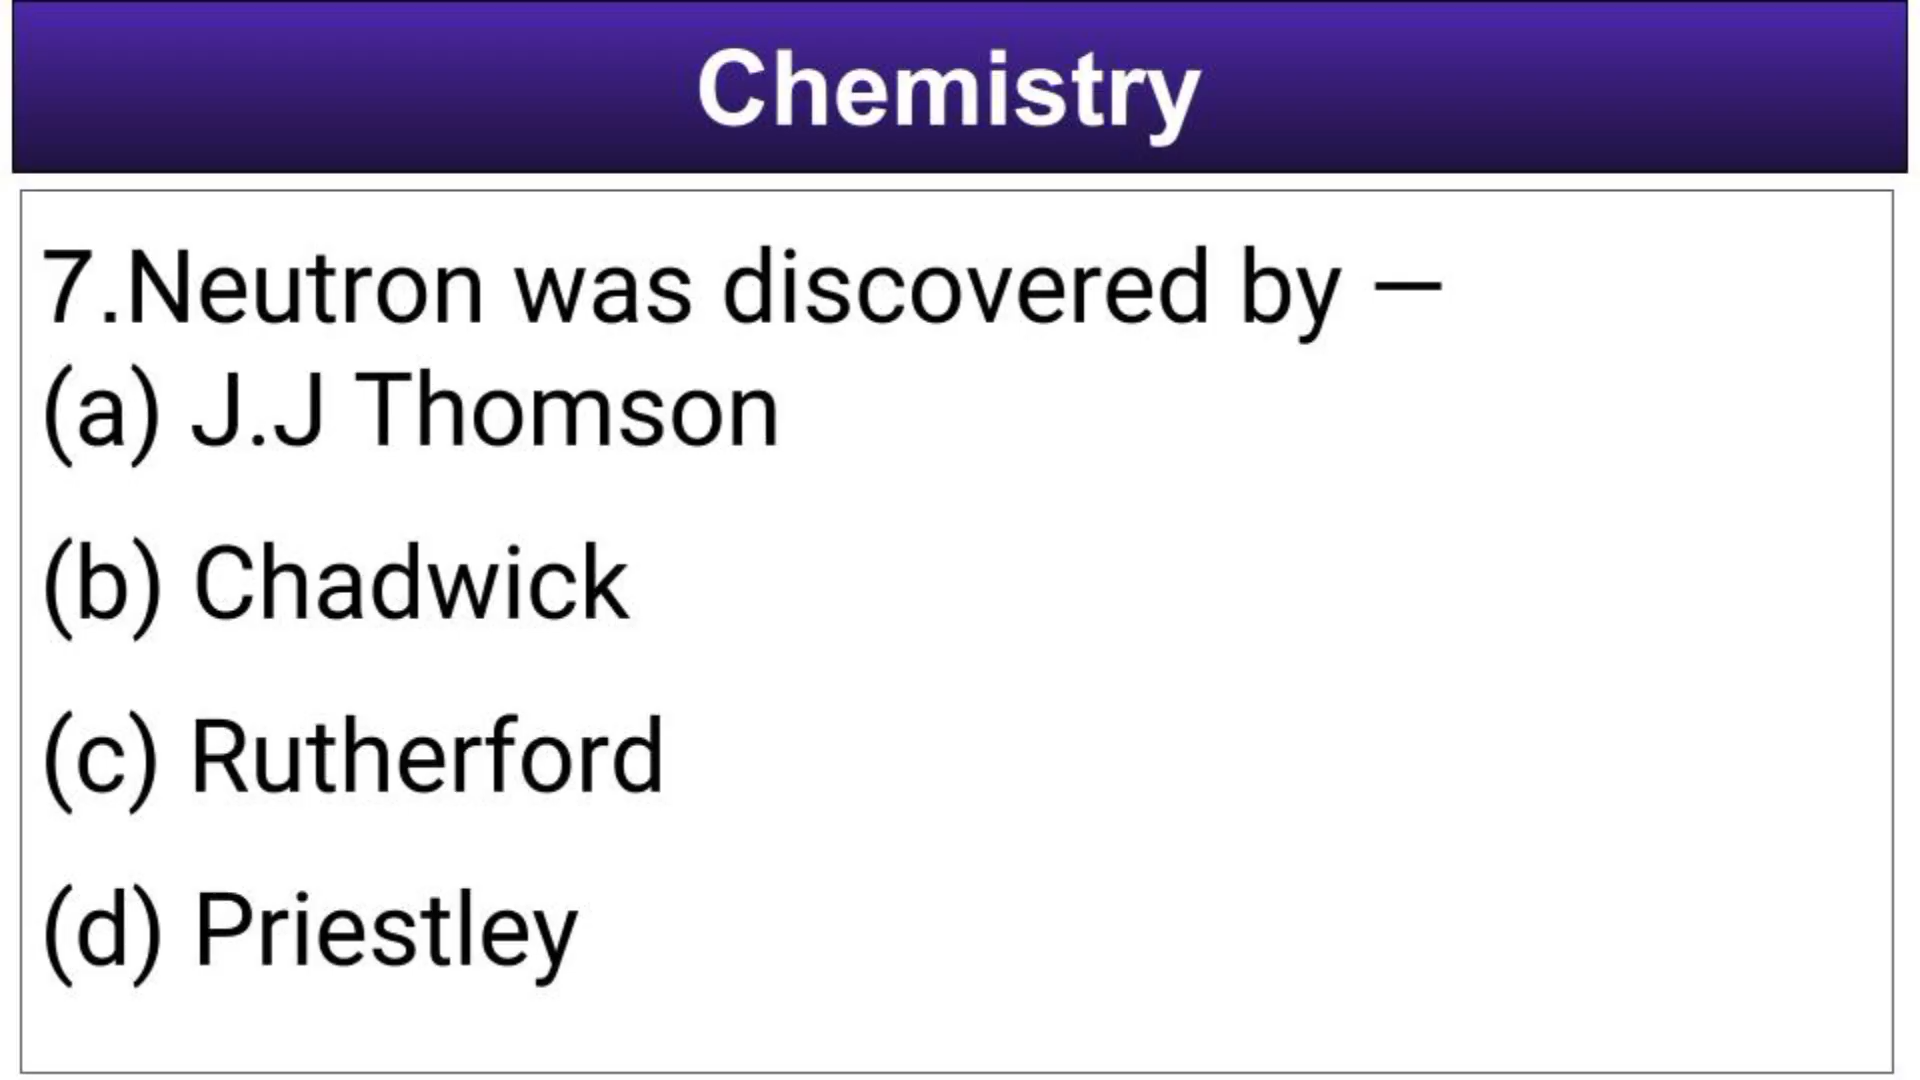 Chemistry
7.Neutron was discovered by —
(a) J.J Thomson
(b) Chadwick
(c) Rutherford
(d) Priestley